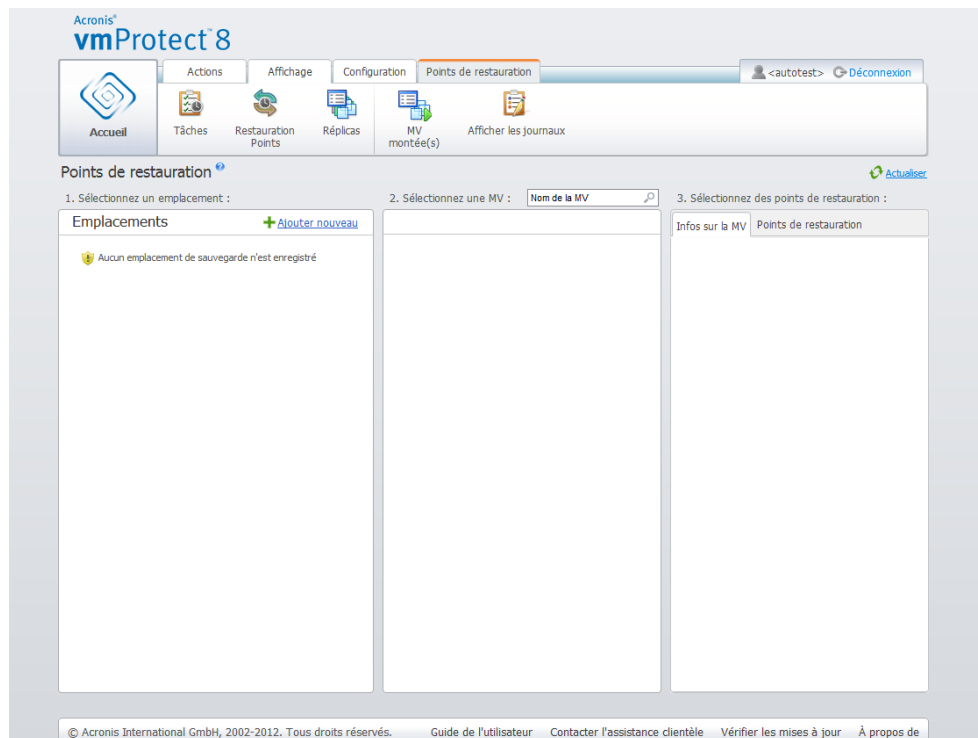 Acronis®
vmProtect™8
Actions
Affichage
Configuration
Points de restauration
<autotest>
Déconnexion
Accueil
Tâches
Restauration
Points
Réplicas
MV
montée(s)
Afficher les journaux
Points de restauration ?
Actualiser
1. Sélectionnez un emplacement :
2. Sélectionnez une MV :
Nom de la MV
3. Sélectionnez des points de restauration :
Emplacements
Ajouter nouveau
Infos sur la MV
Points de restauration
Aucun emplacement de sauvegarde n'est enregistré
© Acronis International GmbH, 2002-2012. Tous droits réservés.
Guide de l'utilisateur
Contacter l'assistance clientèle
Vérifier les mises à jour
À propos de